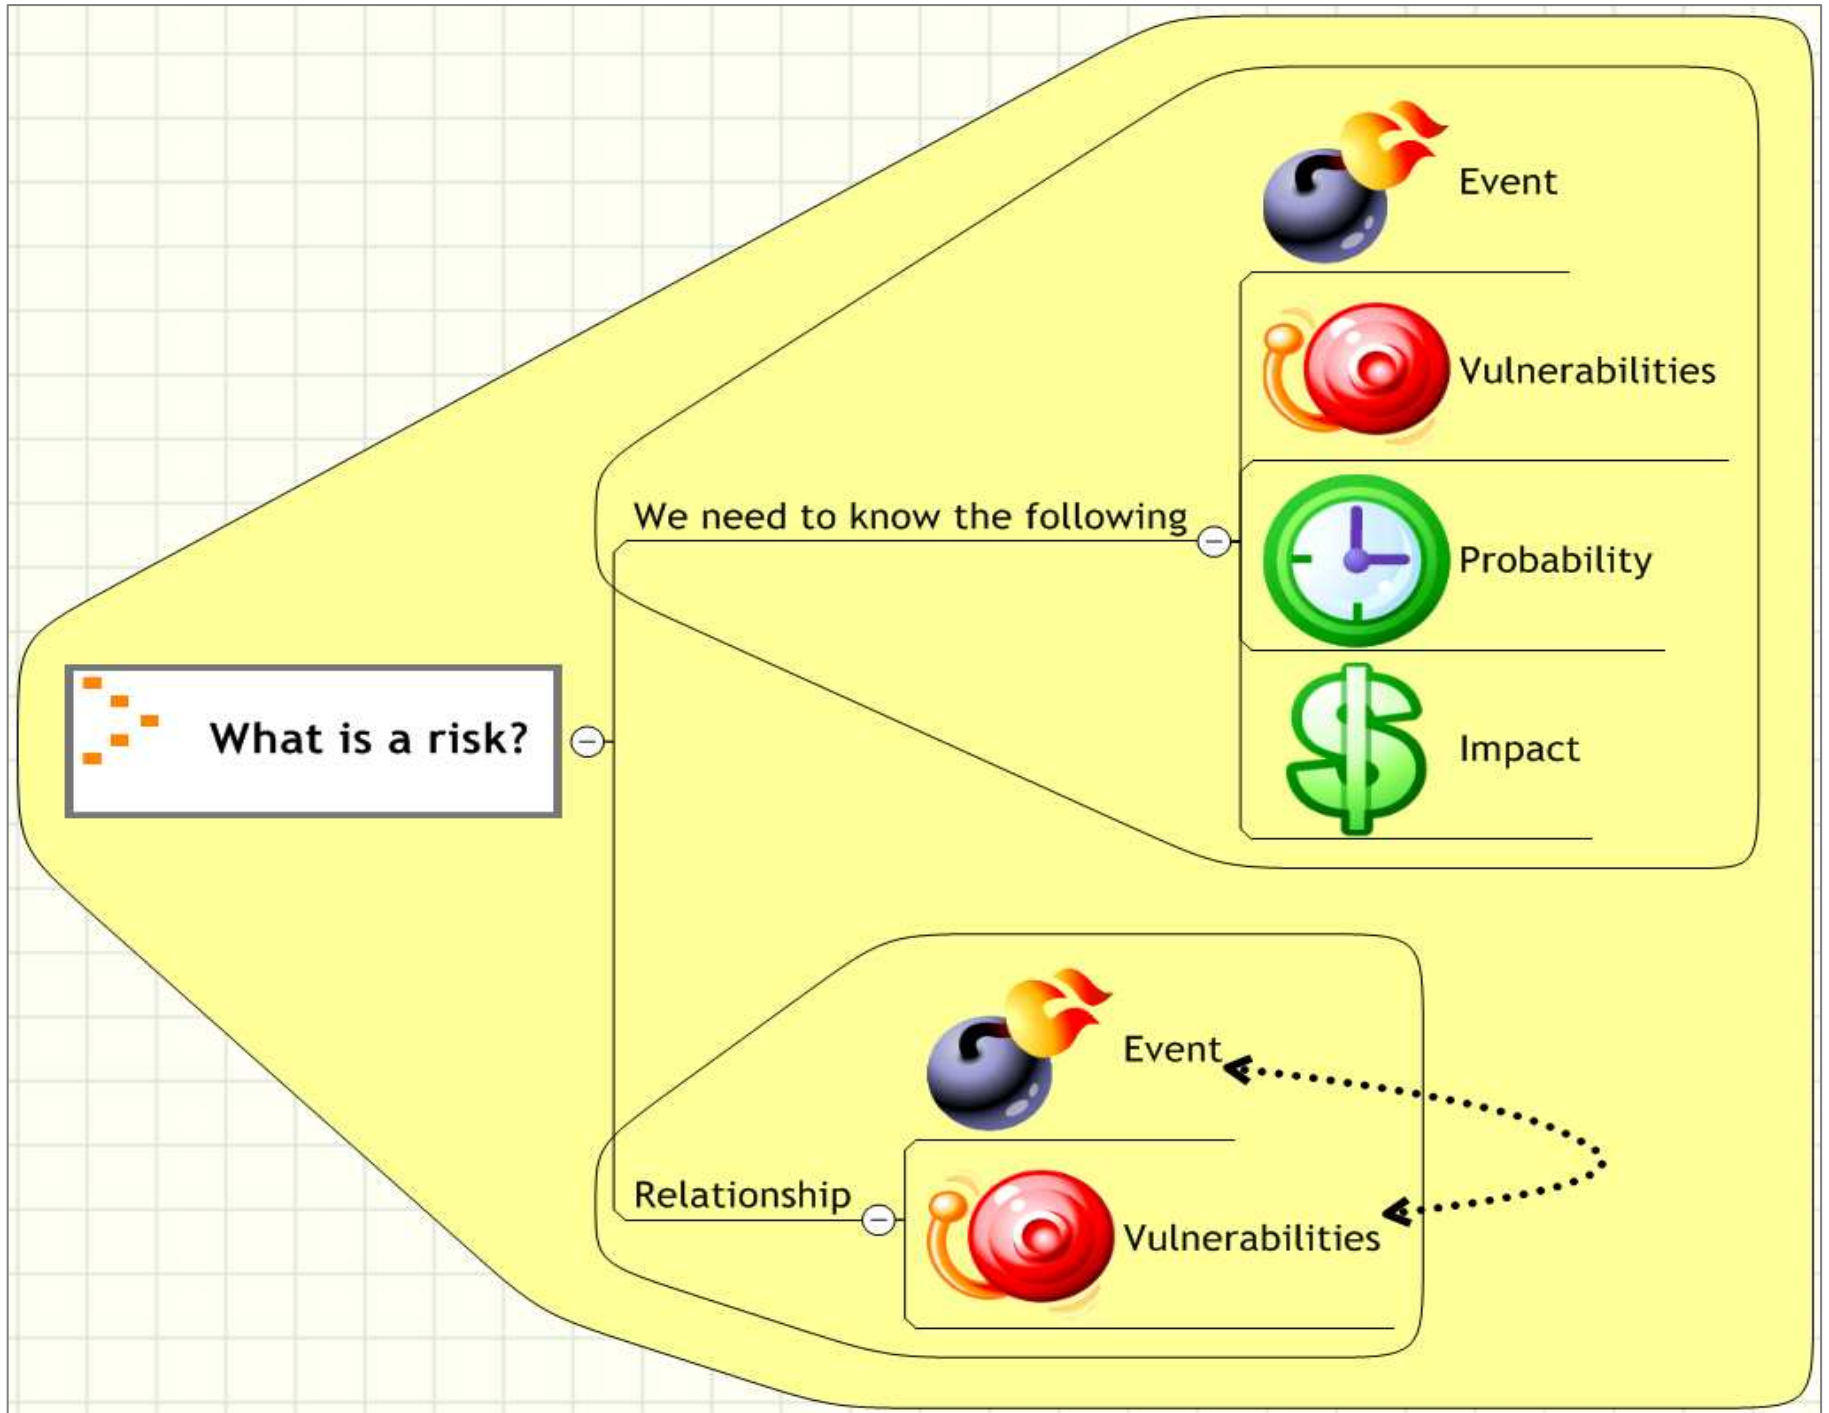 What is a risk?
We need to know the following
Event
Vulnerabilities
Probability
Impact
Relationship
Event
Vulnerabilities